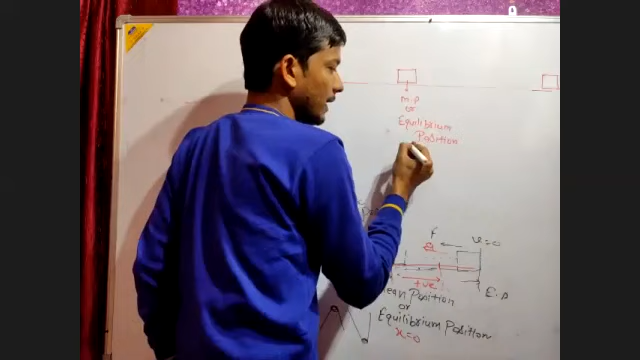 m.p
or
Equilibrium
Position
F
v=0
+ve
E.p
ean Position
or
Equilibrium Position
x=0